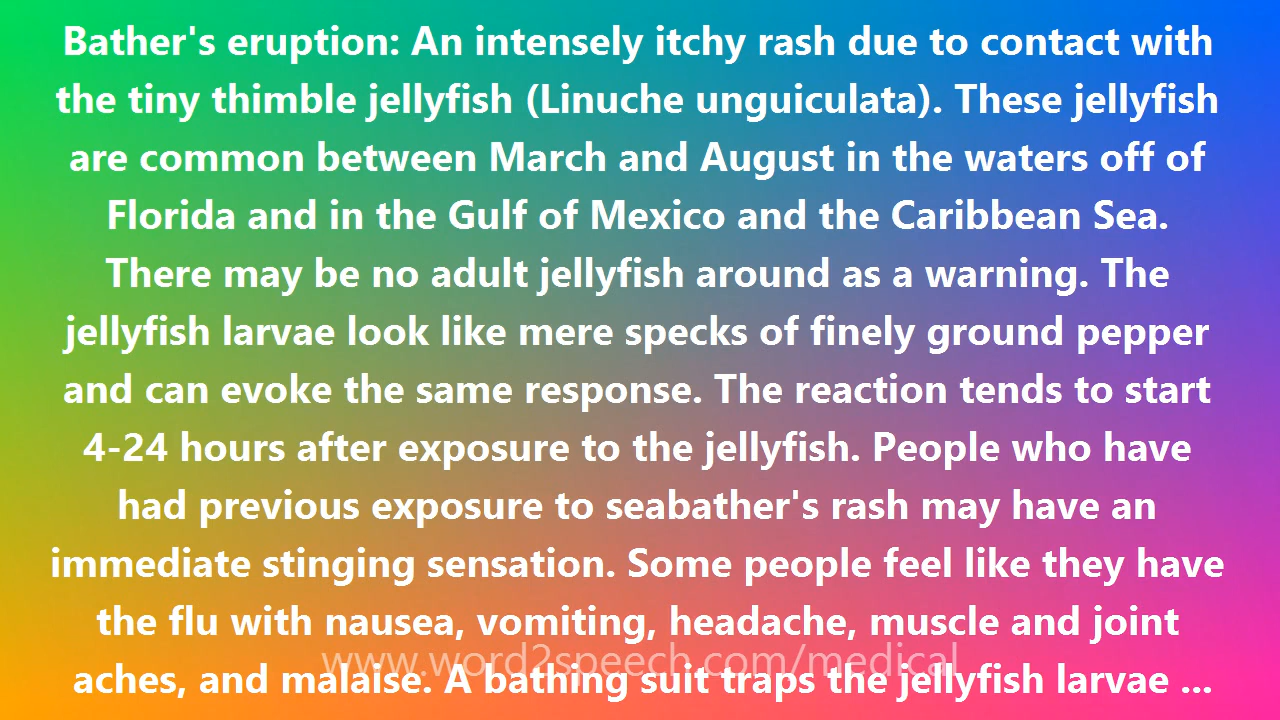 Bather's eruption: An intensely itchy rash due to contact with
the tiny thimble jellyfish (Linuche unguiculata). These jellyfish
are common between March and August in the waters off of
Florida and in the Gulf of Mexico and the Caribbean Sea.
There may be no adult jellyfish around as a warning. The
jellyfish larvae look like mere specks of finely ground pepper
and can evoke the same response. The reaction tends to start
4-24 hours after exposure to the jellyfish. People who have
had previous exposure to seabather's rash may have an
immediate stinging sensation. Some people feel like they have
the flu with nausea, vomiting, headache, muscle and joint
www.word2speech.com/medical
aches, and malaise. A bathing suit traps the jellyfish larvae ...